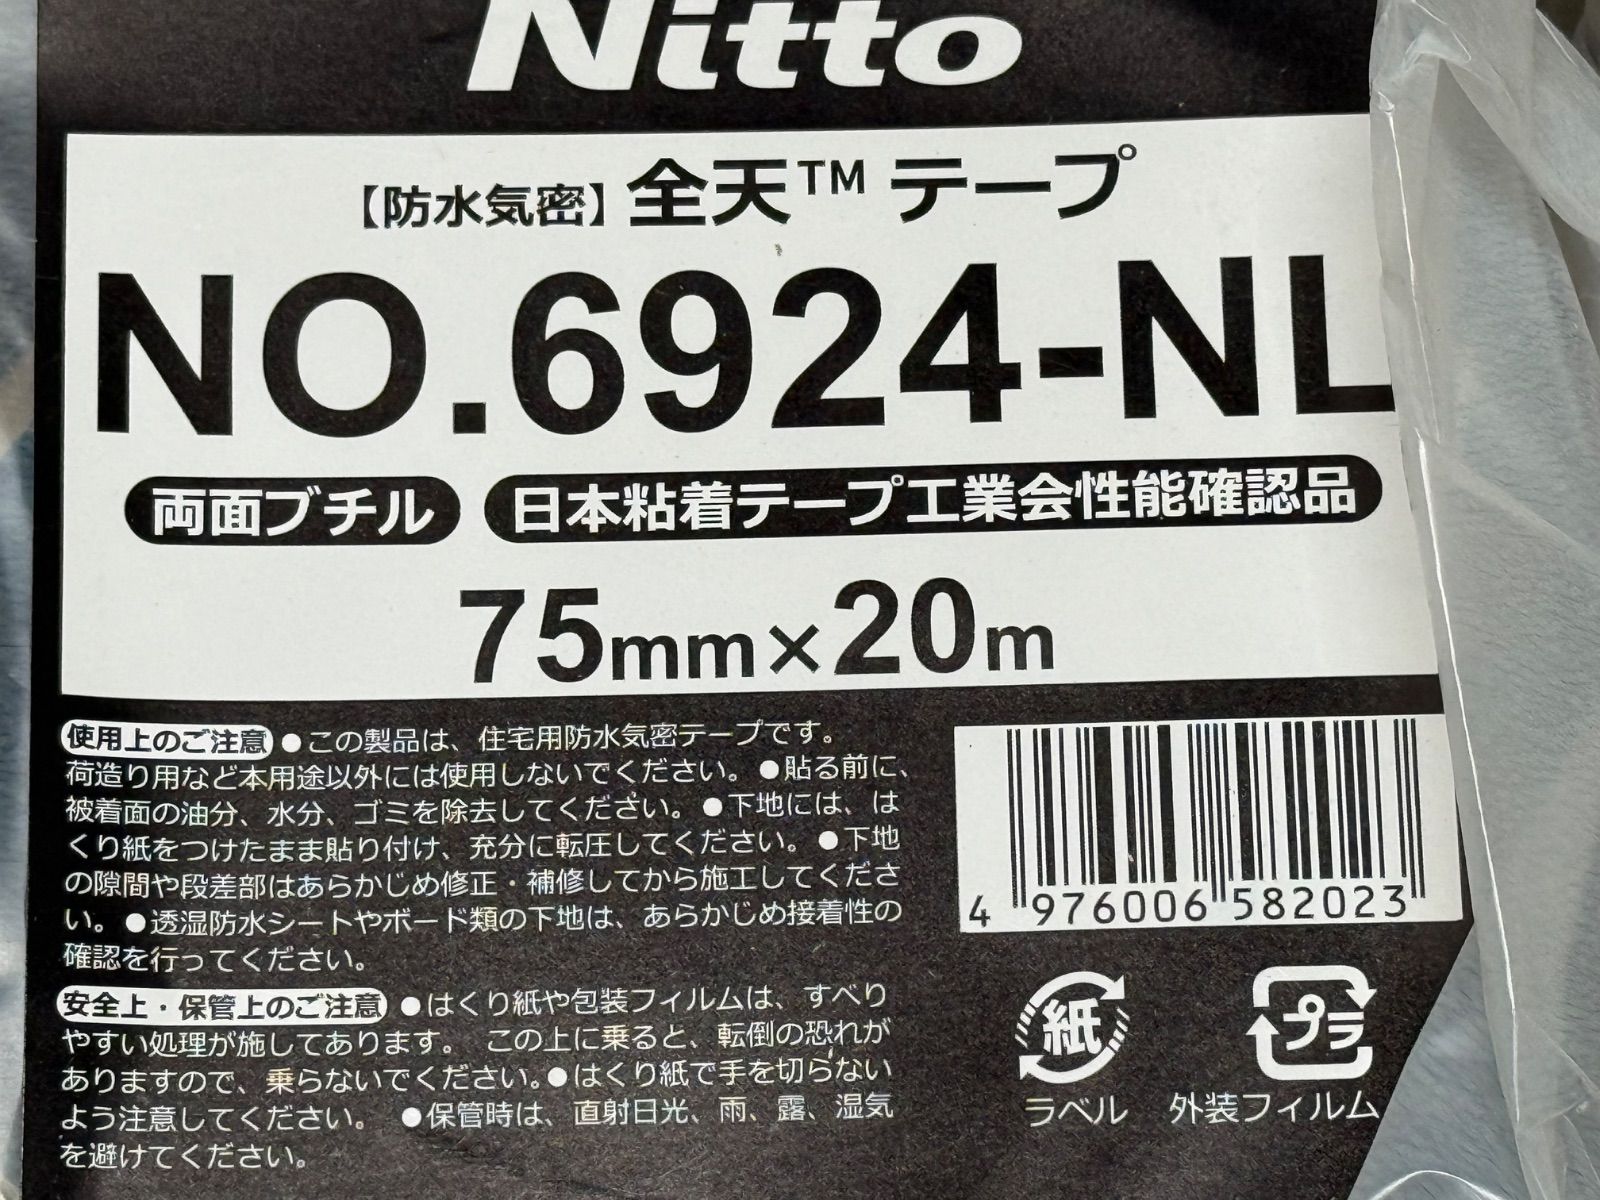 Nitto
【防水気密】全天™テープ
NO.6924-NL
両面ブチル 日本粘着テープ工業会性能確認品
75mm×20m
使用上のご注意 ●この製品は、住宅用防水気密テープです。
荷造り用など本用途以外には使用しないでください。●貼る前に、
被着面の油分、水分、ゴミを除去してください。●下地には、は
くり紙をつけたまま貼り付け、充分に転圧してください。●下地
の隙間や段差部はあらかじめ修正・補修してから施工してくださ
い。●透湿防水シートやボード類の下地は、あらかじめ接着性の
確認を行ってください。
4 976006 582023
安全上・保管上のご注意 ●はくり紙や包装フィルムは、すべり
やすい処理が施してあります。 この上に乗ると、転倒の恐れが
ありますので、乗らないでください。●はくり紙で手を切らない
よう注意してください。 ●保管時は、直射日光、雨、露、湿気
を避けてください。
紙 プラ
ラベル 外装フィルム